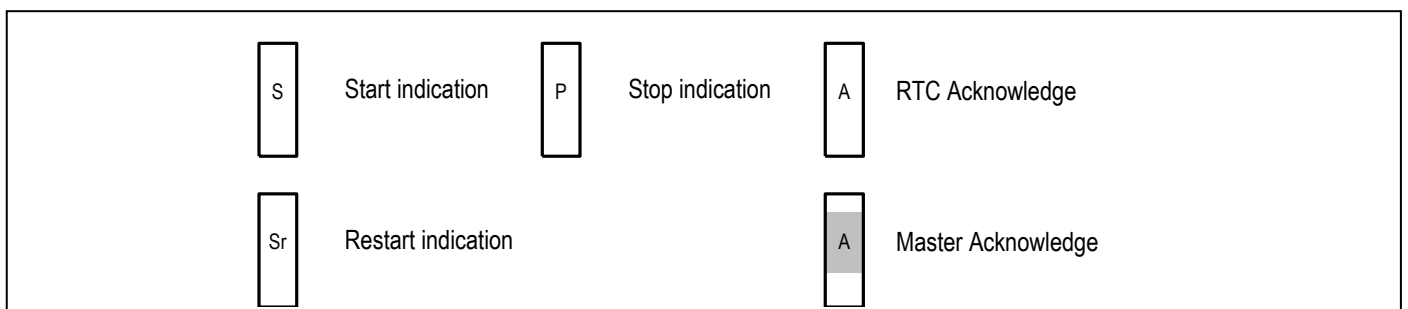 S Start indication P Stop indication A RTC Acknowledge
Sr Restart indication A Master Acknowledge